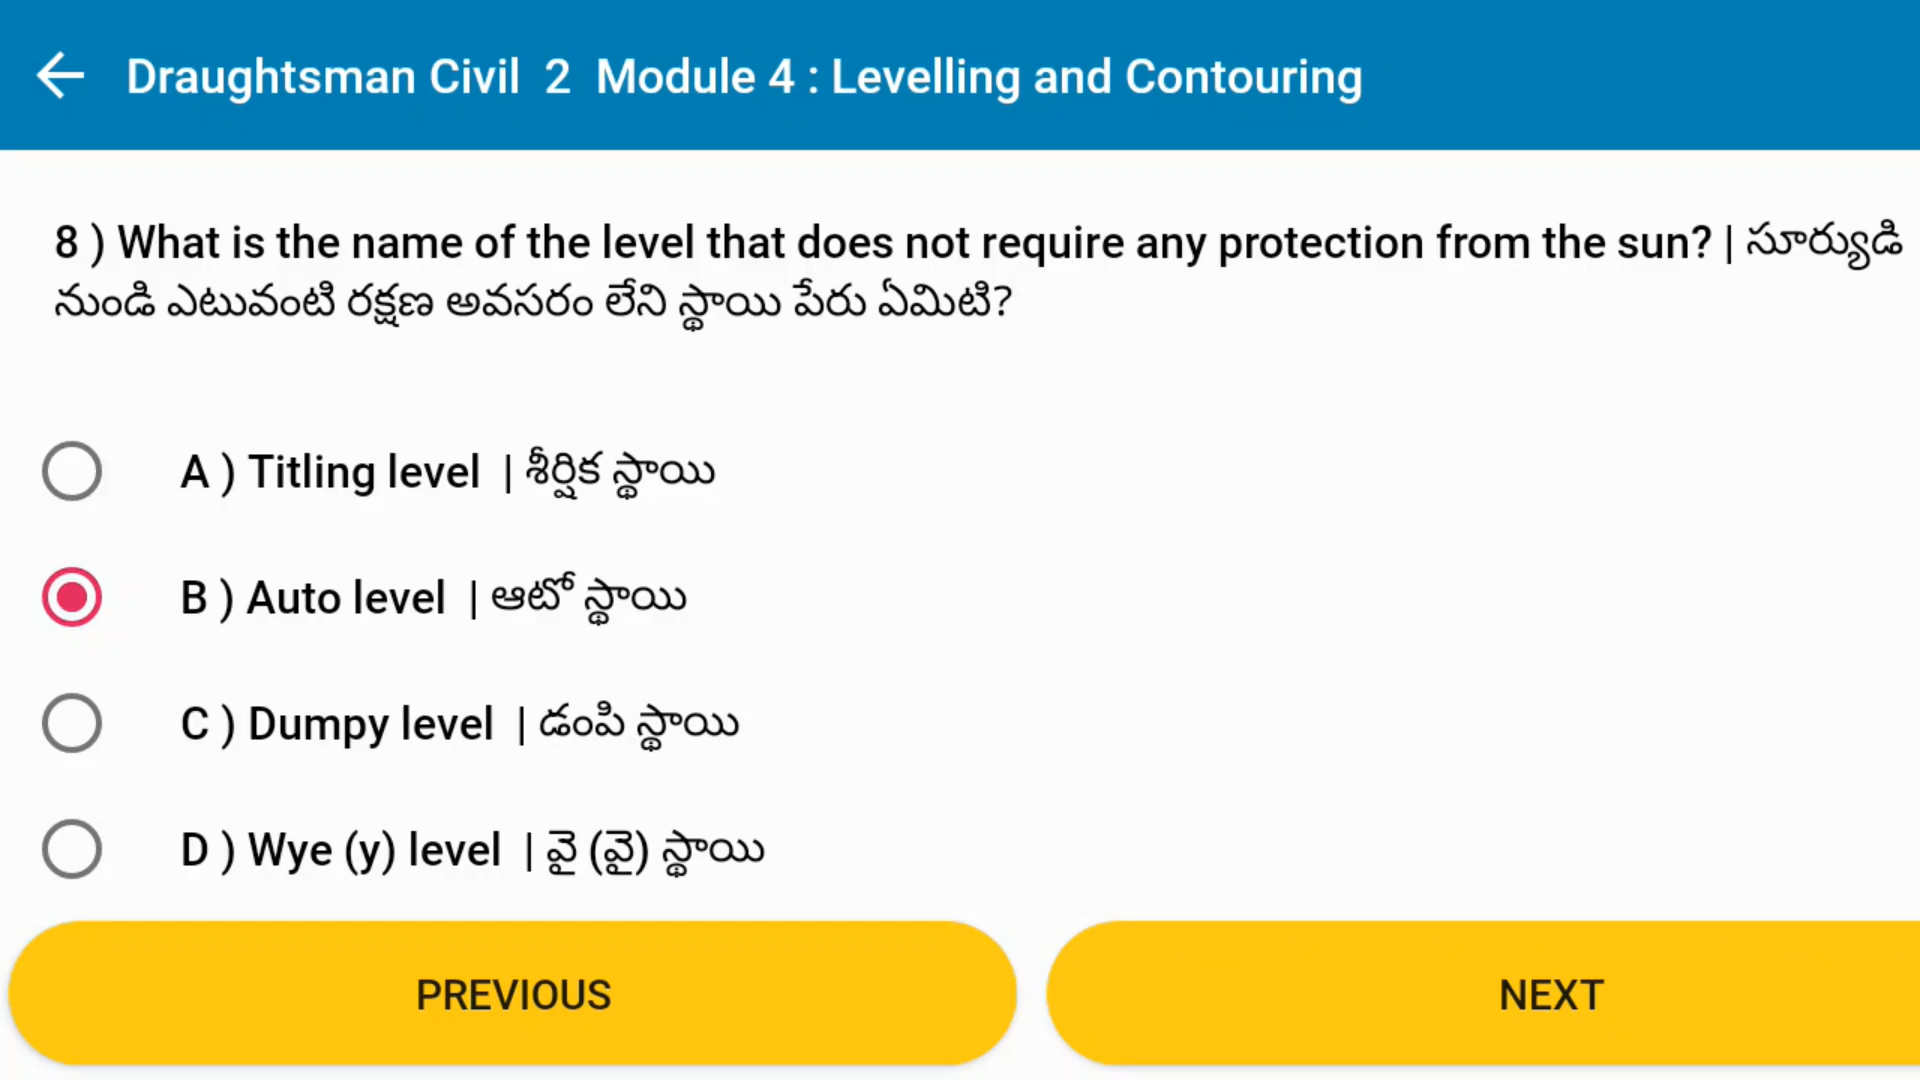 Draughtsman Civil 2 Module 4 : Levelling and Contouring
8 ) What is the name of the level that does not require any protection from the sun? | సూర్యుడి
నుండి ఎటువంటి రక్షణ అవసరం లేని స్థాయి పేరు ఏమిటి?
A ) Titling level | శీర్షిక స్థాయి
B ) Auto level | ఆటో స్థాయి
C ) Dumpy level | డంపి స్థాయి
D ) Wye (y) level | వై (వై) స్థాయి
PREVIOUS NEXT